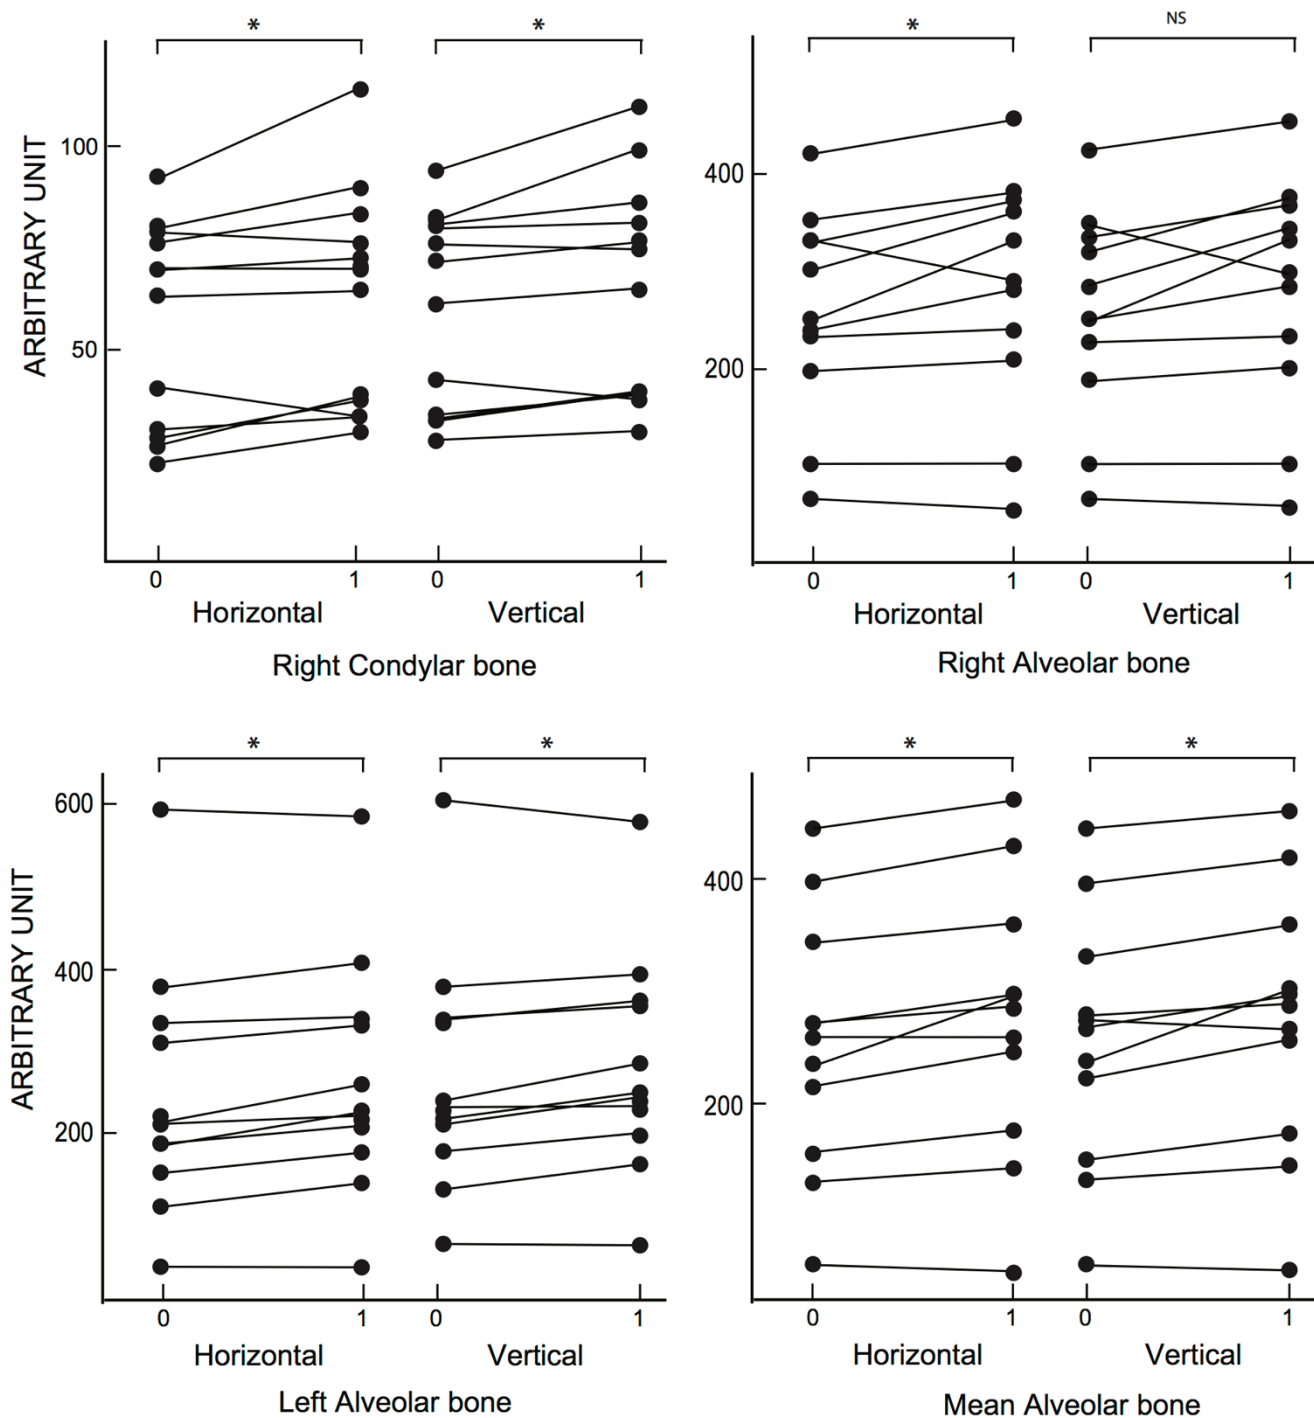 * * * NS
ARBITRARY UNIT
100
50
400
200
0 1 0 1 0 1 0 1
Horizontal Vertical Horizontal Vertical
Right Condylar bone Right Alveolar bone
* * * *
ARBITRARY UNIT
600
400
200
400
200
0 1 0 1 0 1 0 1
Horizontal Vertical Horizontal Vertical
Left Alveolar bone Mean Alveolar bone